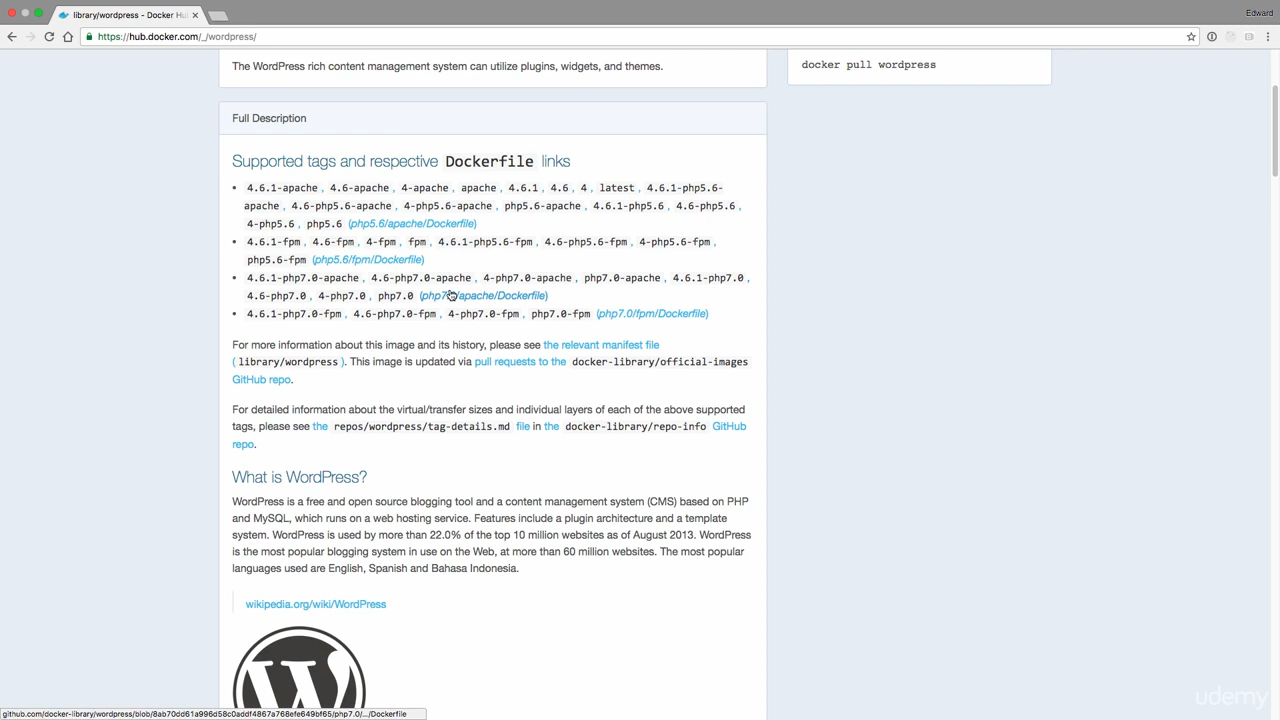 library/wordpress - Docker Hu
Edward
https://hub.docker.com/_/wordpress/
The WordPress rich content management system can utilize plugins, widgets, and themes.
docker pull wordpress
Full Description
Supported tags and respective Dockerfile links
• 4.6.1-apache , 4.6-apache , 4-apache , apache , 4.6.1 , 4.6 , 4 , latest , 4.6.1-php5.6-
apache , 4.6-php5.6-apache , 4-php5.6-apache , php5.6-apache , 4.6.1-php5.6 , 4.6-php5.6 ,
4-php5.6 , php5.6 (php5.6/apache/Dockerfile)
• 4.6.1-fpm , 4.6-fpm , 4-fpm , fpm , 4.6.1-php5.6-fpm , 4.6-php5.6-fpm , 4-php5.6-fpm ,
php5.6-fpm (php5.6/fpm/Dockerfile)
• 4.6.1-php7.0-apache , 4.6-php7.0-apache , 4-php7.0-apache , php7.0-apache , 4.6.1-php7.0 ,
4.6-php7.0 , 4-php7.0 , php7.0 (php7.0/apache/Dockerfile)
• 4.6.1-php7.0-fpm , 4.6-php7.0-fpm , 4-php7.0-fpm , php7.0-fpm (php7.0/fpm/Dockerfile)
For more information about this image and its history, please see the relevant manifest file
( library/wordpress ). This image is updated via pull requests to the docker-library/official-images
GitHub repo.
For detailed information about the virtual/transfer sizes and individual layers of each of the above supported
tags, please see the repos/wordpress/tag-details.md file in the docker-library/repo-info GitHub
repo.
What is WordPress?
WordPress is a free and open source blogging tool and a content management system (CMS) based on PHP
and MySQL, which runs on a web hosting service. Features include a plugin architecture and a template
system. WordPress is used by more than 22.0% of the top 10 million websites as of August 2013. WordPress
is the most popular blogging system in use on the Web, at more than 60 million websites. The most popular
languages used are English, Spanish and Bahasa Indonesia.
wikipedia.org/wiki/WordPress
W
github.com/docker-library/wordpress/blob/8ab70dd61a996d58c0addf4867a768efe649bf65/php7.0/.../Dockerfile
udemy